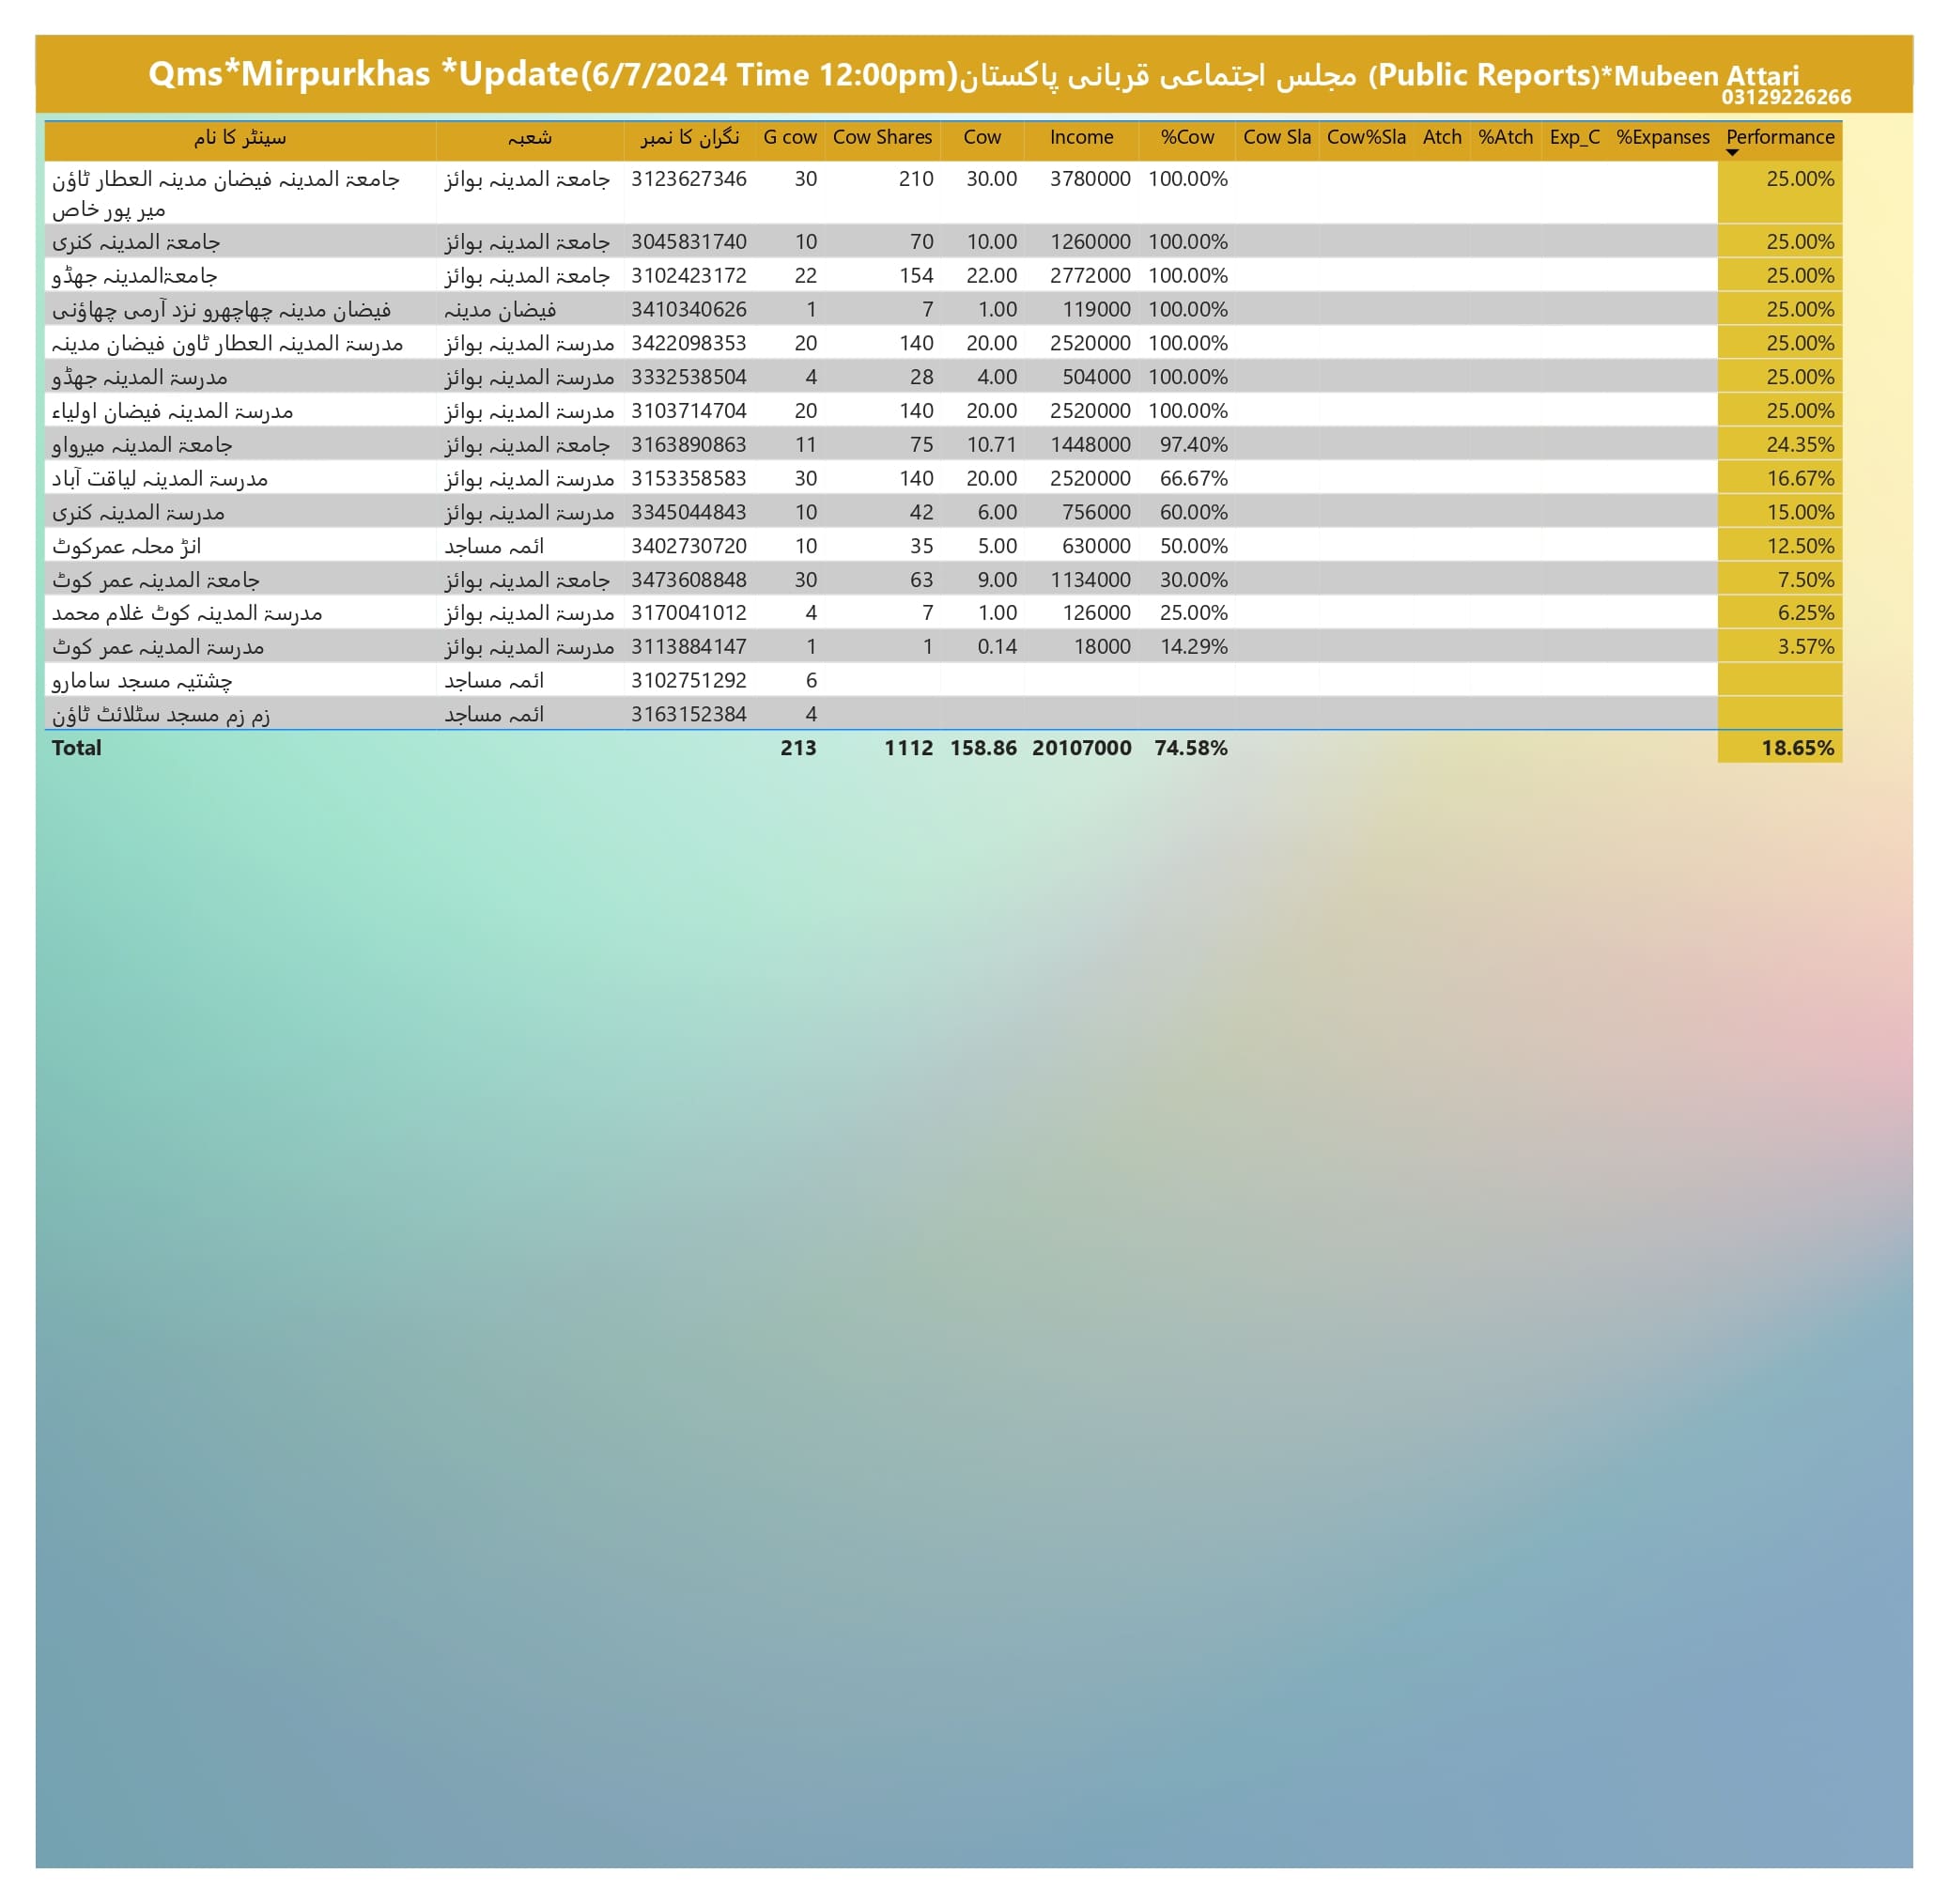 Qms*Mirpurkhas *Update(6/7/2024 Time 12:00pm)مجلس اجتماعی قربانی پاکستان (Public Reports)*Mubeen Attari
03129226266
سینٹر کا نام شعبہ نگران کا نمبر G cow Cow Shares Cow Income %Cow Cow Sla Cow%Sla Atch %Atch Exp_C %Expanses Performance
جامعۃ المدینہ فیضان مدینہ العطار ٹاؤن جامعۃ المدینہ بوائز 3123627346 30 210 30.00 3780000 100.00% 25.00%
میر پور خاص
جامعۃ المدینہ کنری جامعۃ المدینہ بوائز 3045831740 10 70 10.00 1260000 100.00% 25.00%
جامعۃالمدینہ جھڈو جامعۃ المدینہ بوائز 3102423172 22 154 22.00 2772000 100.00% 25.00%
فیضان مدینہ چھاچھرو نزد آرمی چھاؤنی فیضان مدینہ 3410340626 1 7 1.00 119000 100.00% 25.00%
مدرسۃ المدینہ العطار ٹاون فیضان مدینہ مدرسۃ المدینہ بوائز 3422098353 20 140 20.00 2520000 100.00% 25.00%
مدرسۃ المدینہ جھڈو مدرسۃ المدینہ بوائز 3332538504 4 28 4.00 504000 100.00% 25.00%
مدرسۃ المدینہ فیضان اولیاء مدرسۃ المدینہ بوائز 3103714704 20 140 20.00 2520000 100.00% 25.00%
جامعۃ المدینہ میرواو جامعۃ المدینہ بوائز 3163890863 11 75 10.71 1448000 97.40% 24.35%
مدرسۃ المدینہ لیاقت آباد مدرسۃ المدینہ بوائز 3153358583 30 140 20.00 2520000 66.67% 16.67%
مدرسۃ المدینہ کنری مدرسۃ المدینہ بوائز 3345044843 10 42 6.00 756000 60.00% 15.00%
انڑ محلہ عمرکوٹ ائمہ مساجد 3402730720 10 35 5.00 630000 50.00% 12.50%
جامعۃ المدینہ عمر کوٹ جامعۃ المدینہ بوائز 3473608848 30 63 9.00 1134000 30.00% 7.50%
مدرسۃ المدینہ کوٹ غلام محمد مدرسۃ المدینہ بوائز 3170041012 4 7 1.00 126000 25.00% 6.25%
مدرسۃ المدینہ عمر کوٹ مدرسۃ المدینہ بوائز 3113884147 1 1 0.14 18000 14.29% 3.57%
چشتیہ مسجد سامارو ائمہ مساجد 3102751292 6
زم زم مسجد سٹلائٹ ٹاؤن ائمہ مساجد 3163152384 4
Total 213 1112 158.86 20107000 74.58% 18.65%